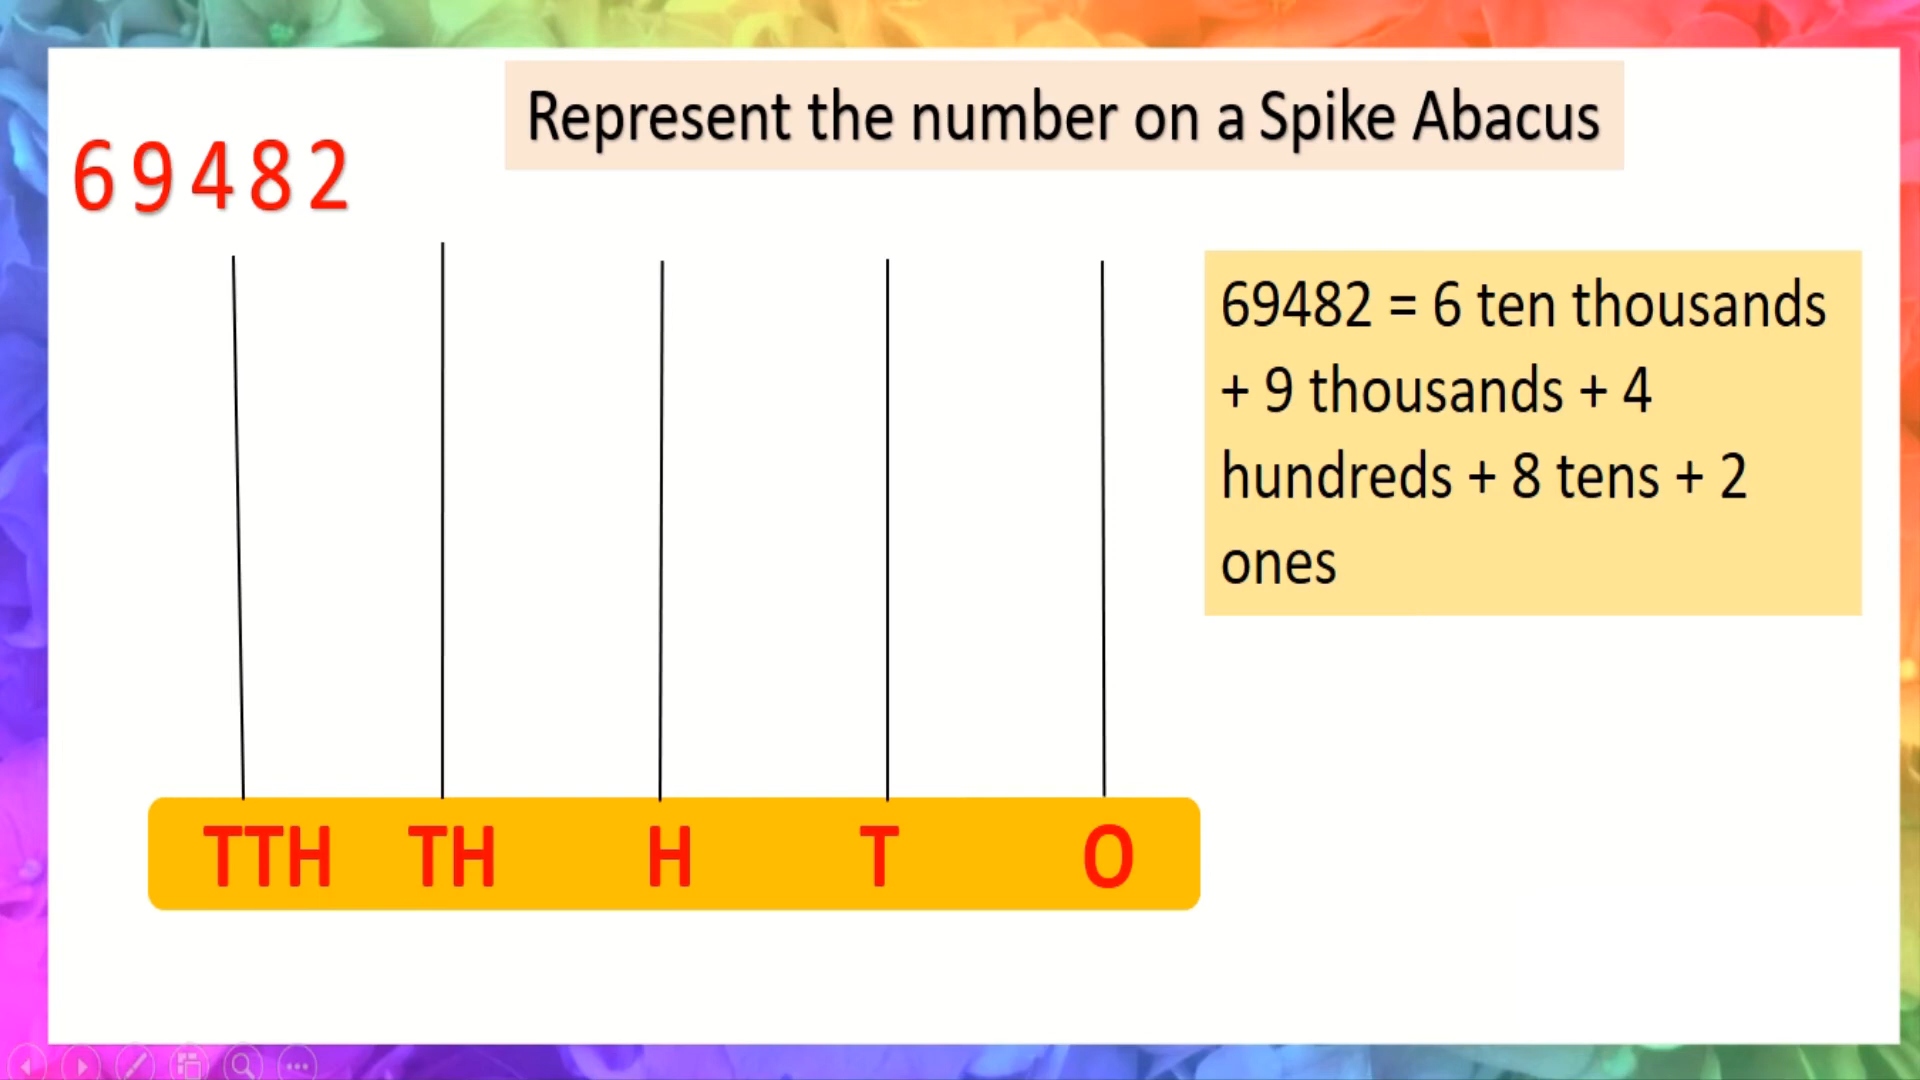 Represent the number on a Spike Abacus
69482
69482 = 6 ten thousands
+ 9 thousands + 4
hundreds + 8 tens + 2
ones
TTH TH H T O